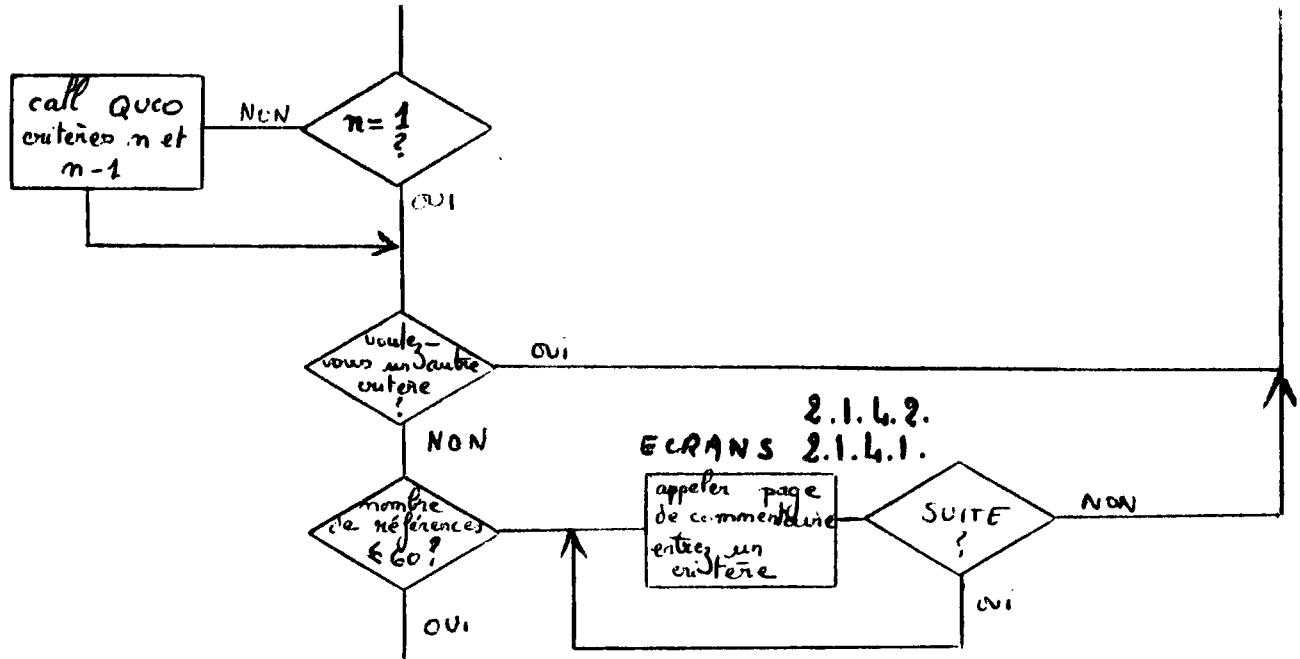 call QUCO
critères n et
n-1
NON
n = 1
?
OUI
voulez-
vous un autre
critère
?
OUI
NON
2.1.4.2.
ECRANS 2.1.4.1.
nombre
de références
≤ 60 ?
OUI
appeler page
de commentaire
entrez un
critère
SUITE
?
NON
OUI